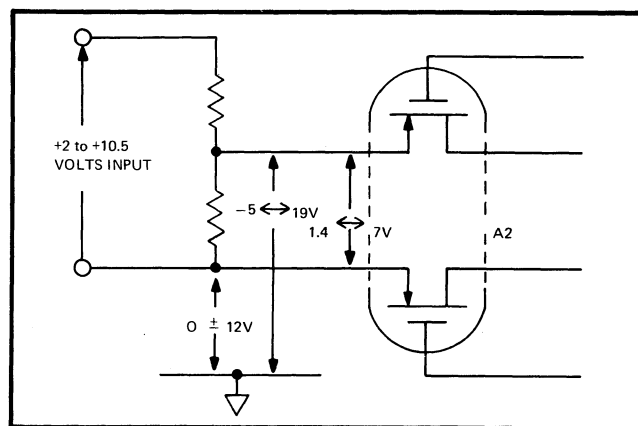 +2 to +10.5
VOLTS INPUT
−5 ↔ 19V
1.4 ↔ 7V
A2
0 ± 12V